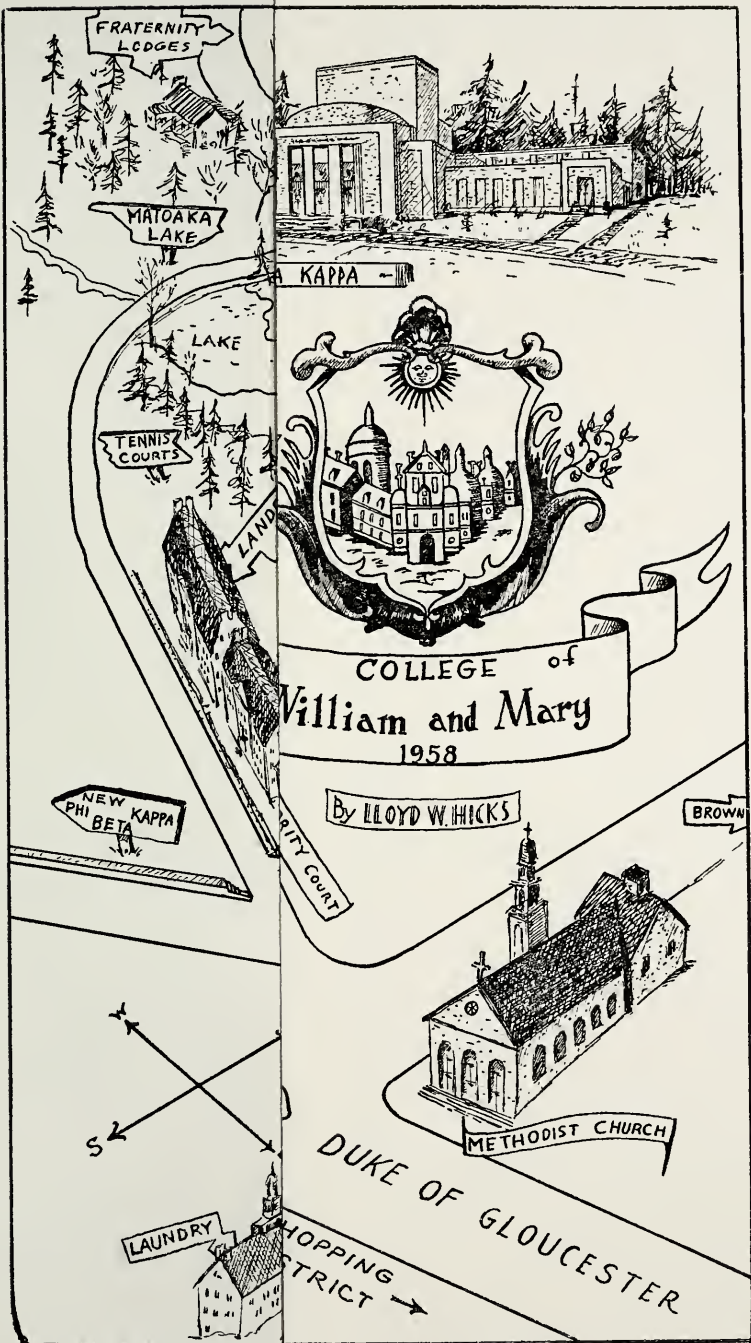 FRATERNITY
LODGES
MATOAKA
LAKE
A KAPPA
LAKE
TENNIS
COURTS
LAND
COLLEGE of
William and Mary
1958
NEW
PHI KAPPA
BETA
By LLOYD W. HICKS
BROWN
RITY COURT
W
S
METHODIST CHURCH
DUKE OF GLOUCESTER
LAUNDRY
HOPPING
STRICT